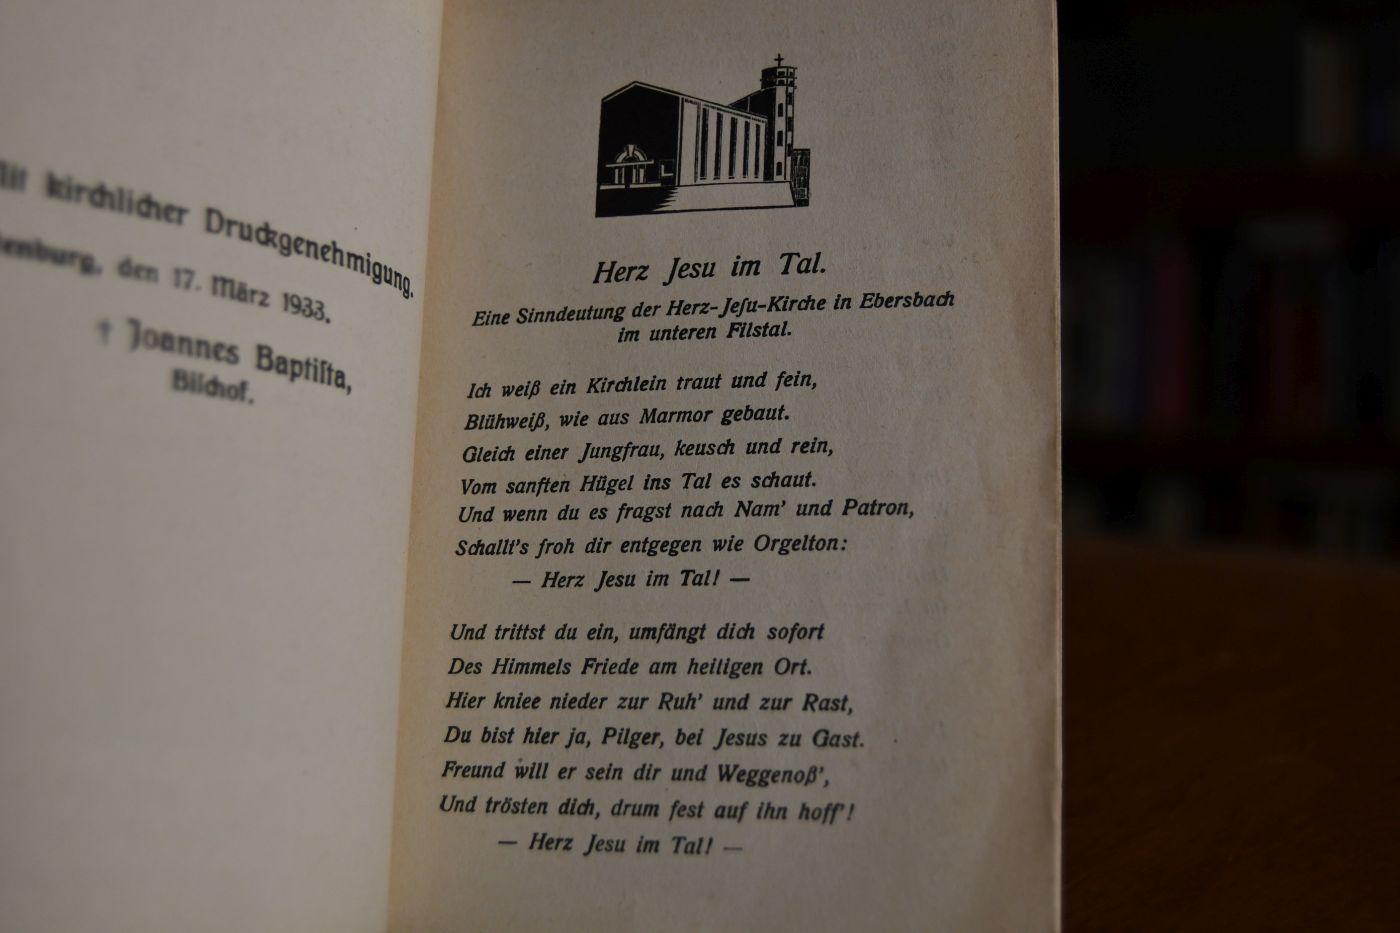 Mit kirchlicher Druckgenehmigung.
den 17. März 1933.
† Joannes Baptiſta,
Biſchof.
Herz Jesu im Tal.
Eine Sinndeutung der Herz-Jeſu-Kirche in Ebersbach
im unteren Filstal.
Ich weiß ein Kirchlein traut und fein,
Blühweiß, wie aus Marmor gebaut.
Gleich einer Jungfrau, keusch und rein,
Vom sanften Hügel ins Tal es schaut.
Und wenn du es fragst nach Nam' und Patron,
Schallt's froh dir entgegen wie Orgelton:
— Herz Jesu im Tal! —
Und trittst du ein, umfängt dich sofort
Des Himmels Friede am heiligen Ort.
Hier kniee nieder zur Ruh' und zur Rast,
Du bist hier ja, Pilger, bei Jesus zu Gast.
Freund will er sein dir und Weggenoß',
Und trösten dich, drum fest auf ihn hoff'!
— Herz Jesu im Tal! —